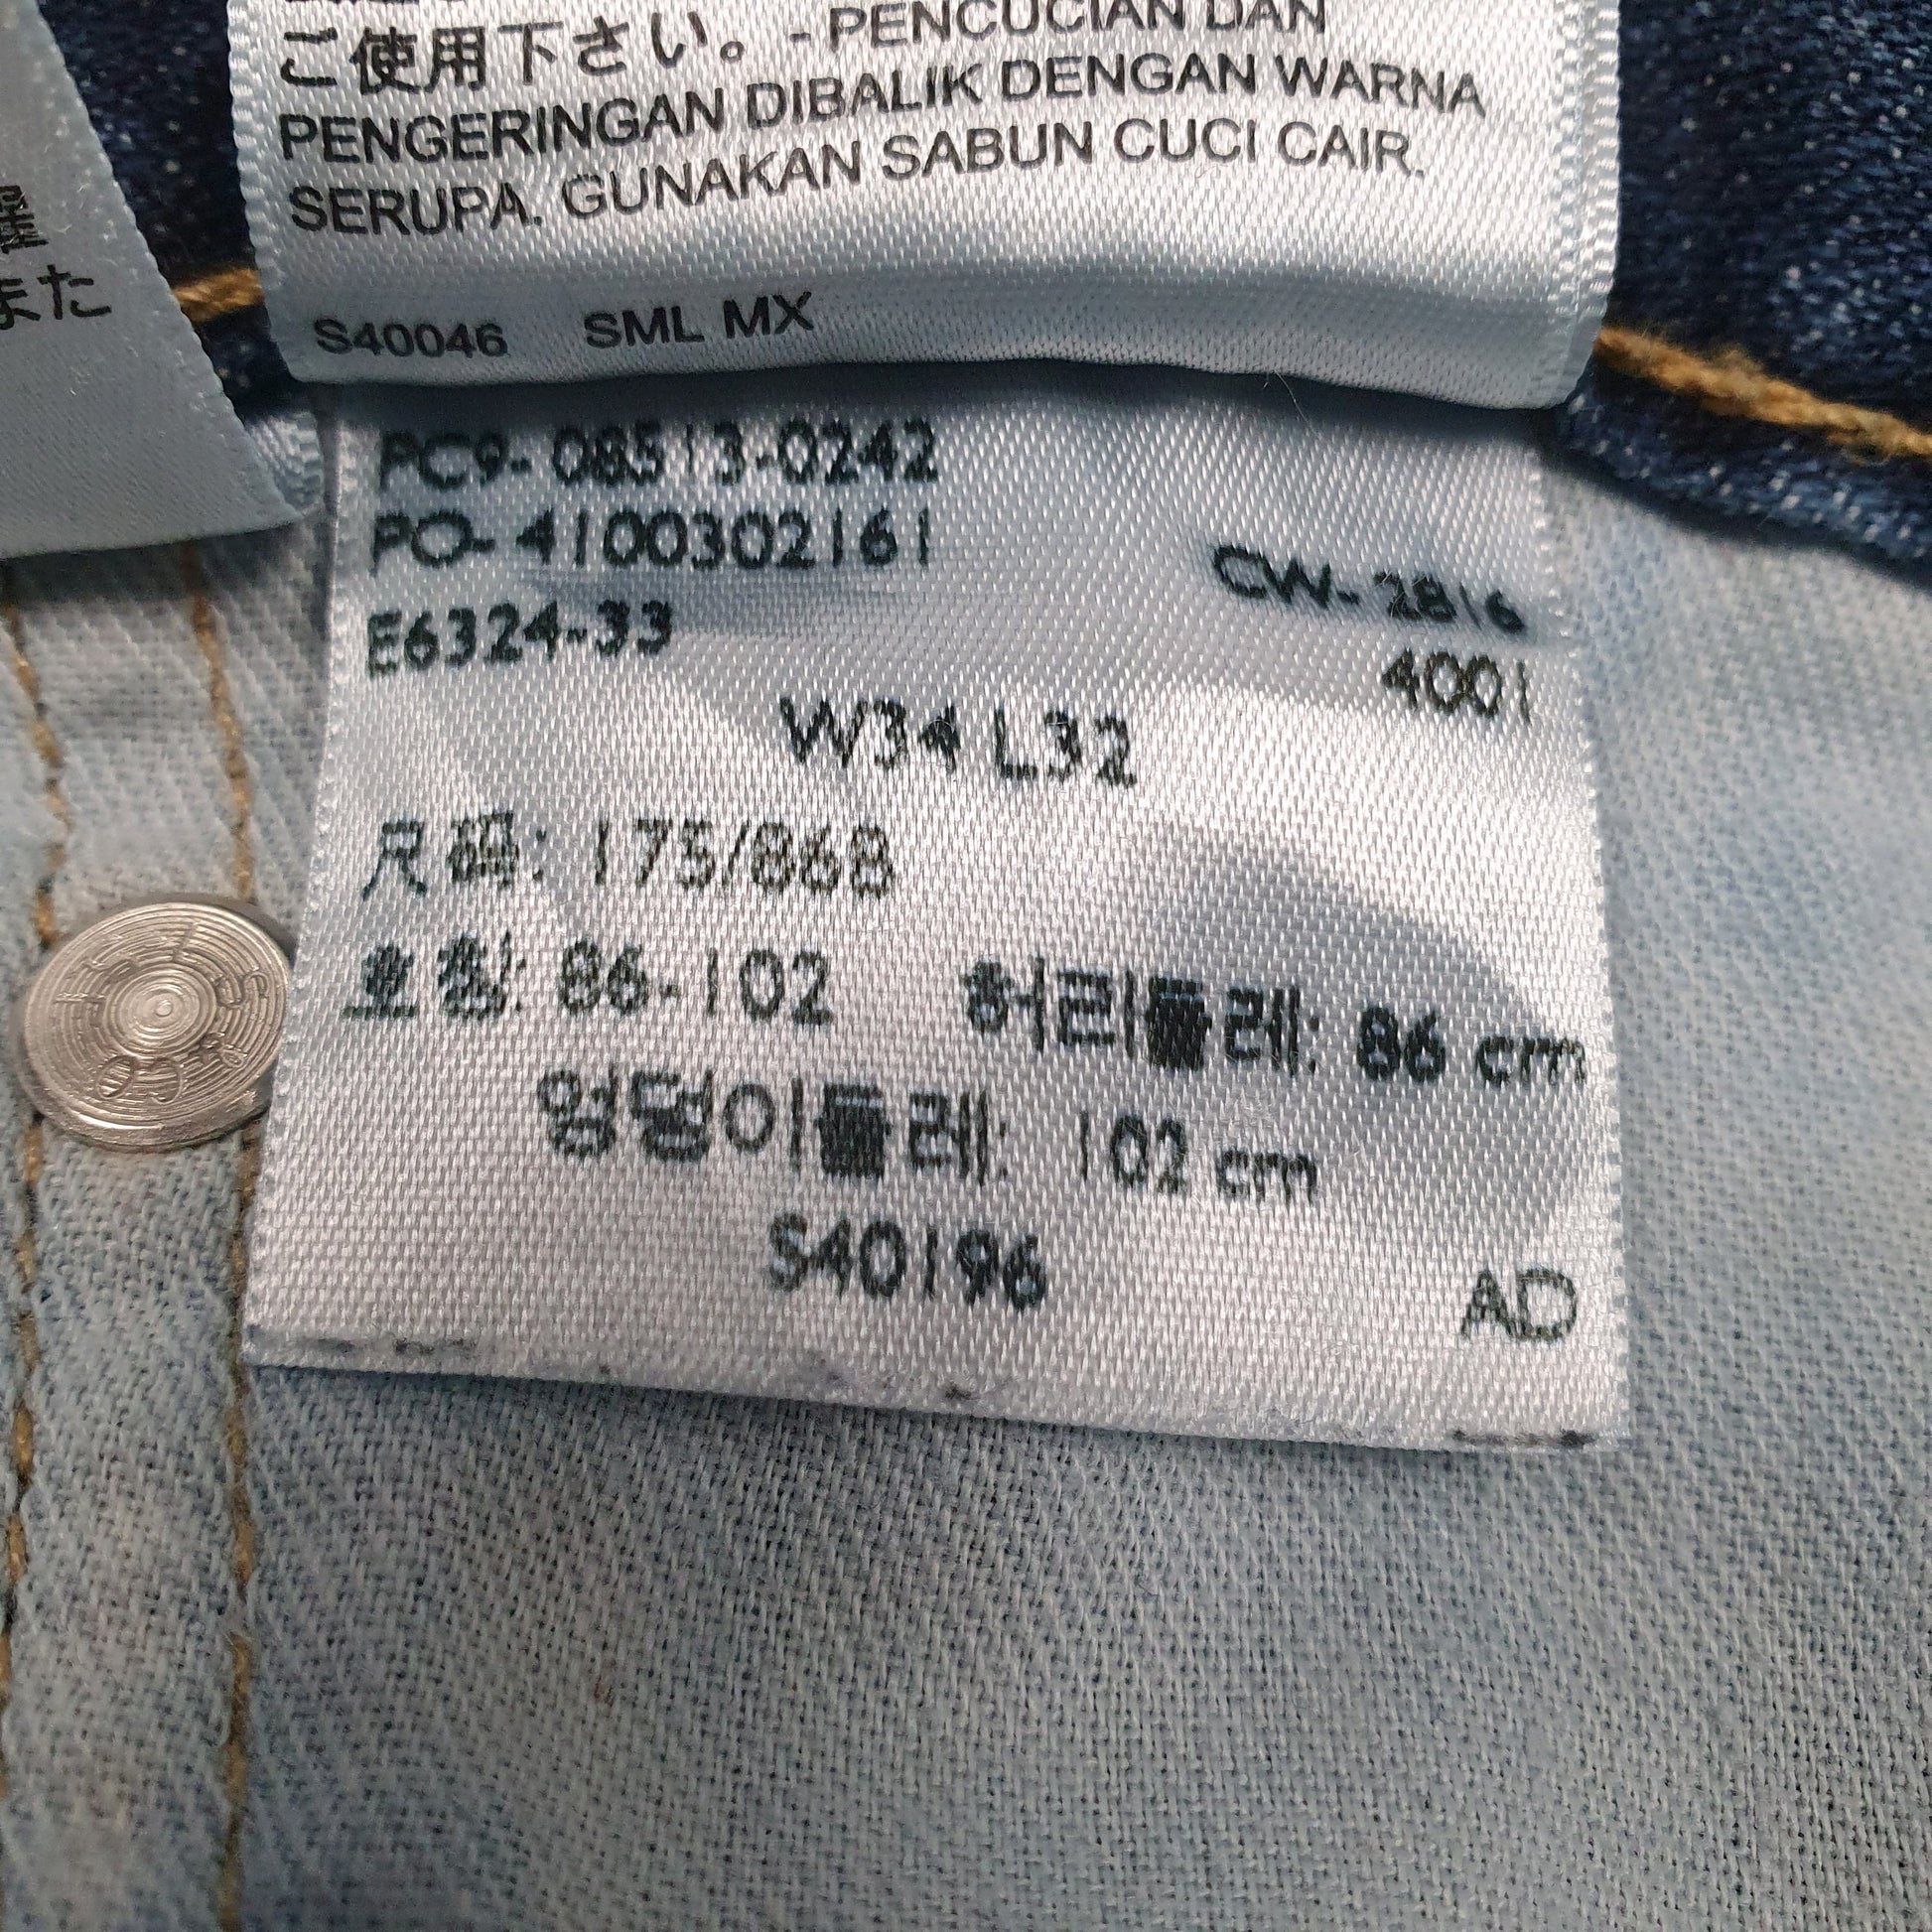 ご使用下さい。- PENCUCIAN DAN
PENGERINGAN DIBALIK DENGAN WARNA
SERUPA. GUNAKAN SABUN CUCI CAIR.
S40046 SML MX
また
PC9- 08513-0242
PO- 4100302161
CW- 2816
E6324-33
4001
W34 L32
尺码: 175/86B
호칭: 86-102 허리둘레: 86 cm
엉덩이둘레: 102 cm
S40196
AD